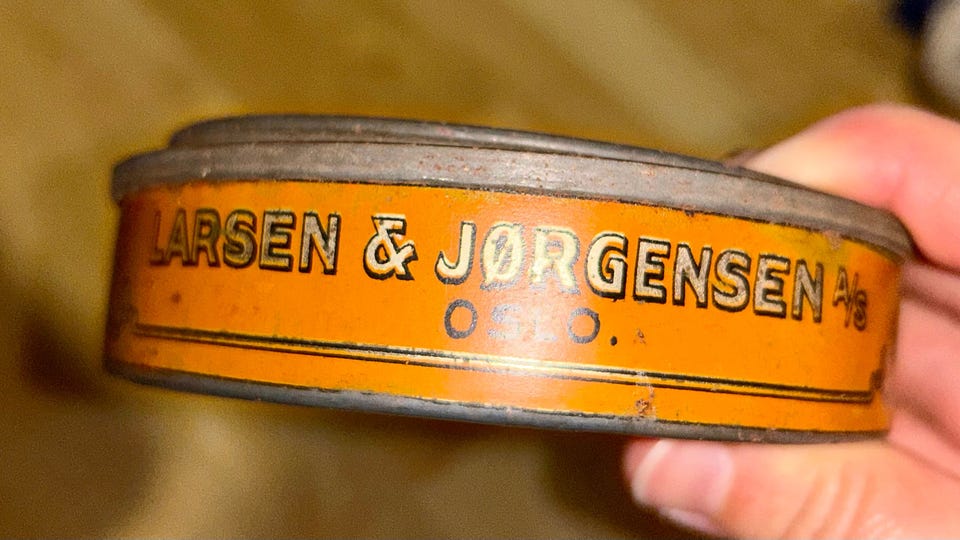 LARSEN & JØRGENSEN A/S
OSLO.